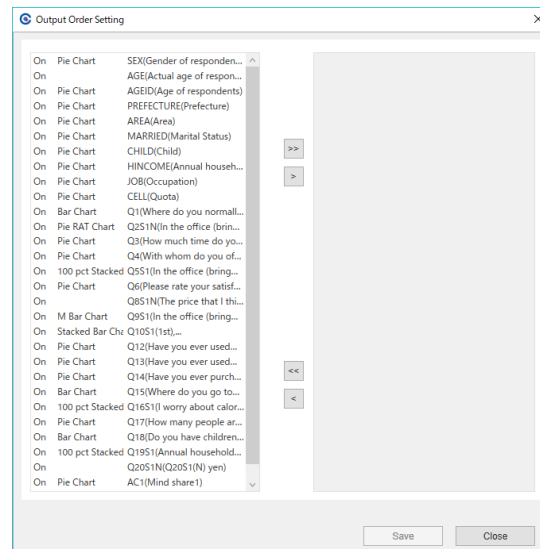 Output Order Setting
On Pie Chart SEX(Gender of responden...
On AGE(Actual age of respon...
On Pie Chart AGEID(Age of respondents)
On Pie Chart PREFECTURE(Prefecture)
On Pie Chart AREA(Area)
On Pie Chart MARRIED(Marital Status)
On Pie Chart CHILD(Child)
On Pie Chart HINCOME(Annual househ...
On Pie Chart JOB(Occupation)
On Pie Chart CELL(Quota)
On Bar Chart Q1(Where do you normall...
On Pie RAT Chart Q2S1N(In the office (brin...
On Pie Chart Q3(How much time do yo...
On Pie Chart Q4(With whom do you of...
On 100 pct Stacked Q5S1(In the office (bring...
On Pie Chart Q6(Please rate your satisf...
On Q8S1N(The price that I thi...
On M Bar Chart Q9S1(In the office (bring...
On Stacked Bar Cha Q10S1(1st),...
On Pie Chart Q12(Have you ever used...
On Pie Chart Q13(Have you ever used...
On Pie Chart Q14(Have you ever purch...
On Bar Chart Q15(Where do you go to...
On 100 pct Stacked Q16S1(I worry about calor...
On Pie Chart Q17(How many people ar...
On Bar Chart Q18(Do you have children...
On 100 pct Stacked Q19S1(Annual household...
On Q20S1N(Q20S1(N) yen)
On Pie Chart AC1(Mind share1)
>>
>
<<
<
Save Close